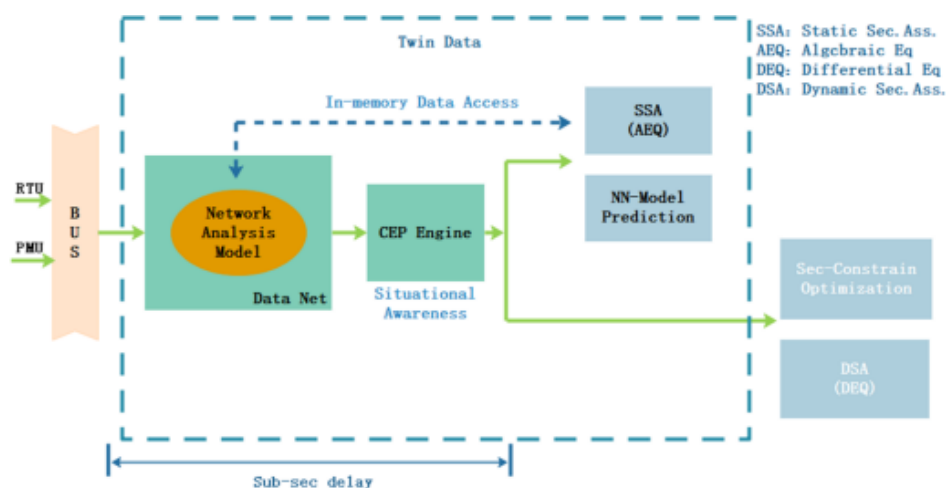 Twin Data
SSA: Static Sec.Ass.
AEQ: Algcbraic Eq
DEQ: Differential Eq
DSA: Dynamic Sec.Ass.
In-memory Data Access
SSA
(AEQ)
RTU
PMU
B
U
S
Network
Analysis
Model
Data Net
CEP Engine
Situational
Awareness
NN-Model
Prediction
Sec-Constrain
Optimization
DSA
(DEQ)
Sub-sec delay